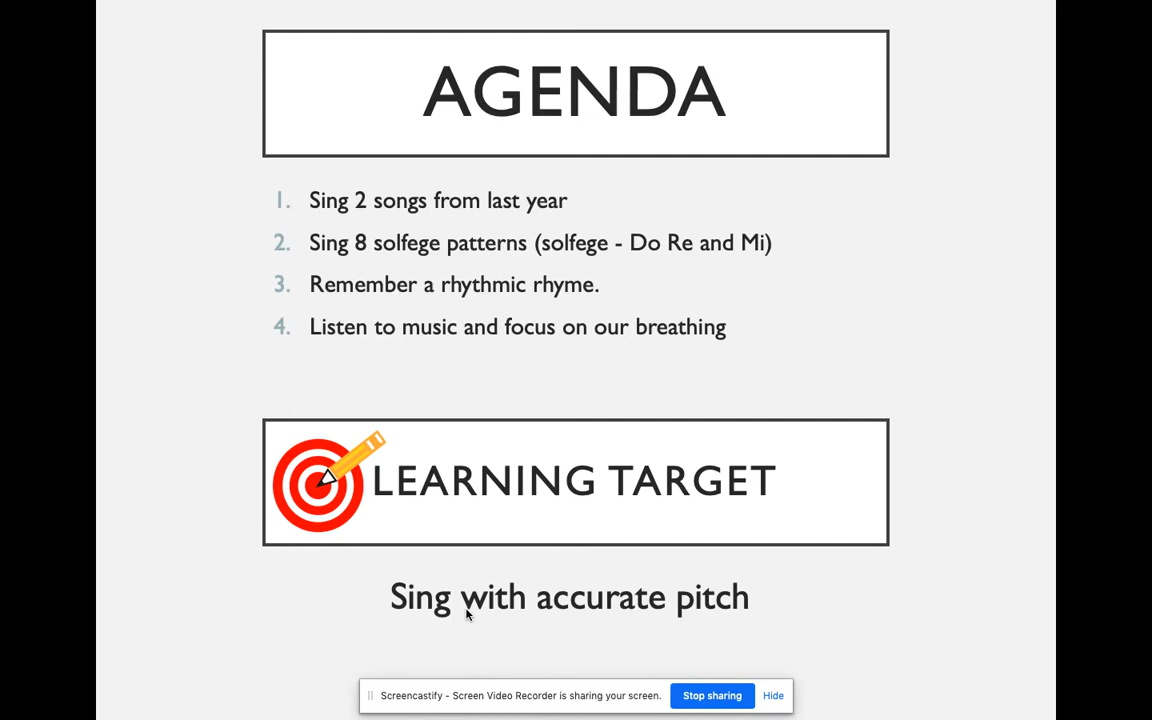 AGENDA
1. Sing 2 songs from last year
2. Sing 8 solfege patterns (solfege - Do Re and Mi)
3. Remember a rhythmic rhyme.
4. Listen to music and focus on our breathing
LEARNING TARGET
Sing with accurate pitch
Screencastify - Screen Video Recorder is sharing your screen. Stop sharing Hide